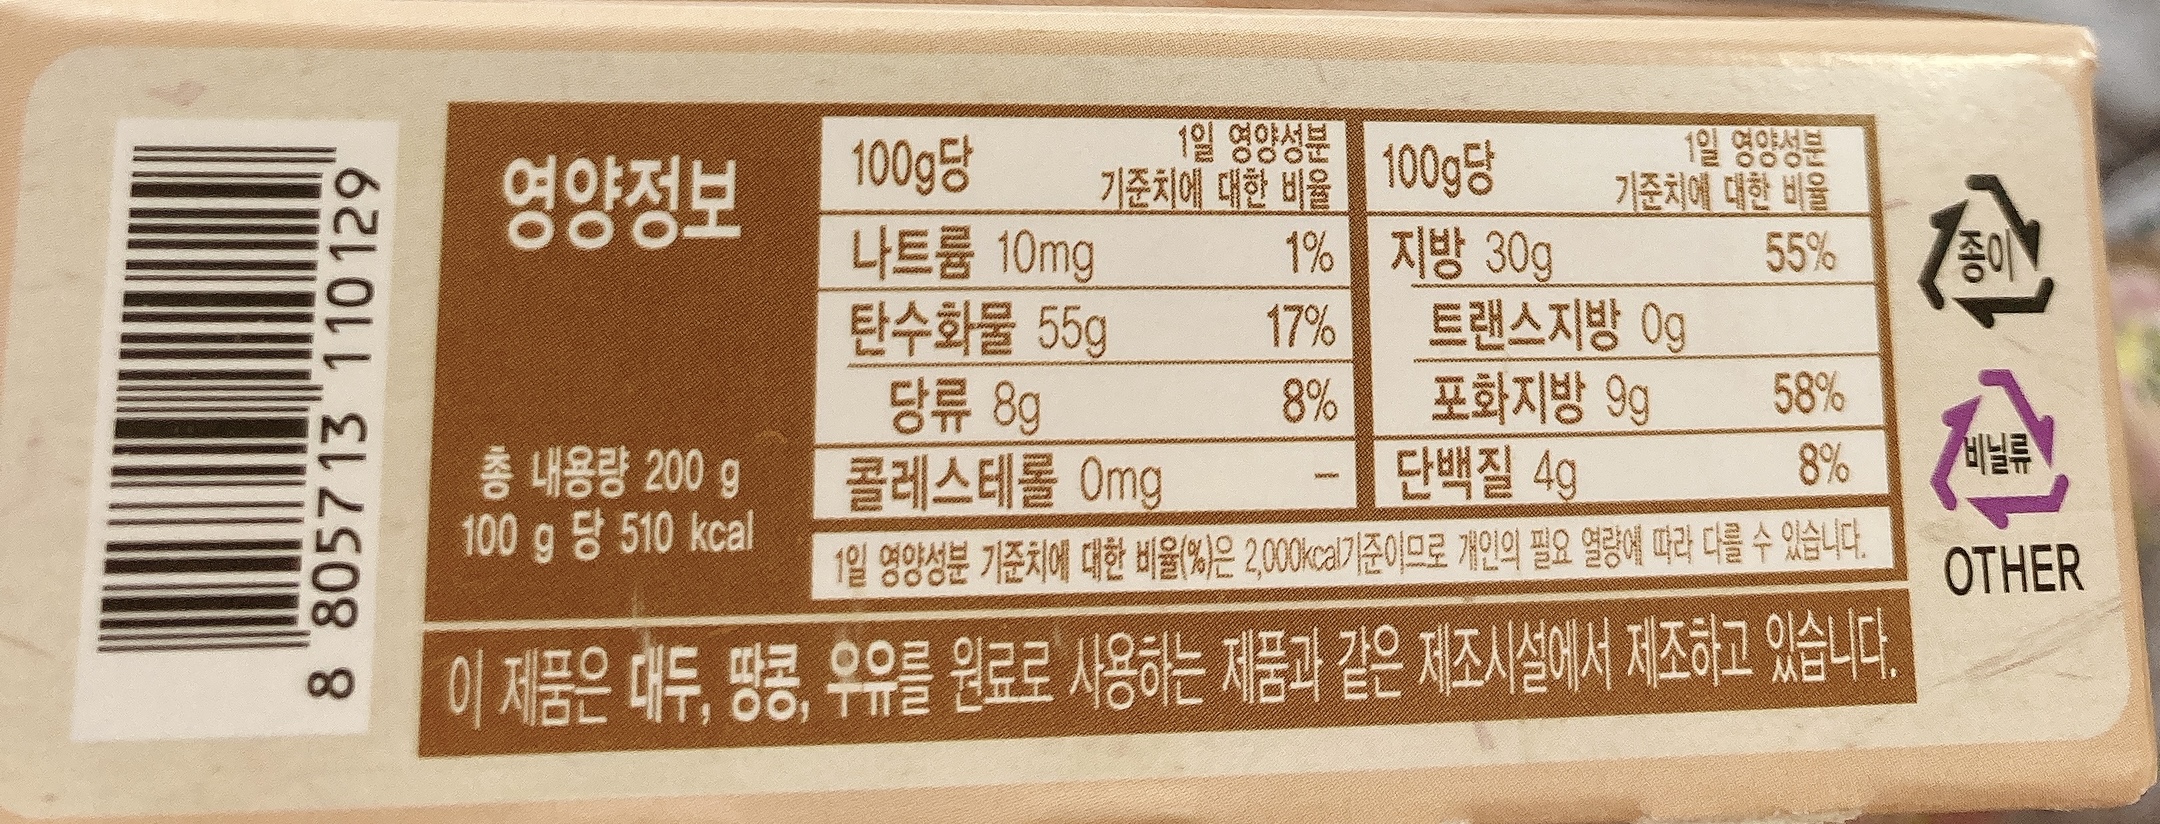 8 805713 110129
영양정보
총 내용량 200 g
100 g 당 510 kcal
100g당 1일 영양성분
기준치에 대한 비율
나트륨 10mg 1%
탄수화물 55g 17%
당류 8g 8%
콜레스테롤 0mg –
100g당 1일 영양성분
기준치에 대한 비율
지방 30g 55%
트랜스지방 0g
포화지방 9g 58%
단백질 4g 8%
1일 영양성분 기준치에 대한 비율(%)은 2,000kcal기준이므로 개인의 필요 열량에 따라 다를 수 있습니다.
이 제품은 대두, 땅콩, 우유를 원료로 사용하는 제품과 같은 제조시설에서 제조하고 있습니다.
종이
비닐류
OTHER